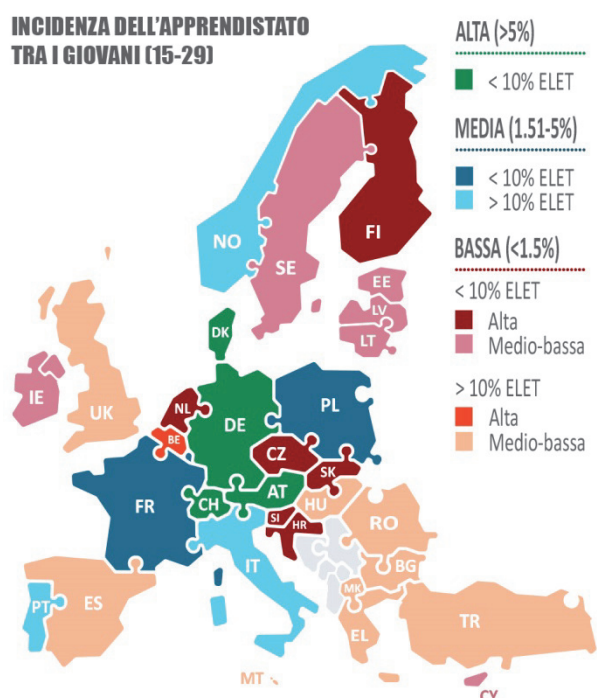 INCIDENZA DELL'APPRENDISTATO
TRA I GIOVANI (15-29)
ALTA (>5%)
< 10% ELET
MEDIA (1.51-5%)
< 10% ELET
> 10% ELET
BASSA (<1.5%)
< 10% ELET
Alta
Medio-bassa
> 10% ELET
Alta
Medio-bassa
NO
SE
FI
EE
LV
LT
DK
IE
UK
NL
BE
DE
PL
CZ
SK
FR
CH
AT
HU
SI
HR
RO
IT
BG
PT
ES
MK
EL
TR
MT
CY